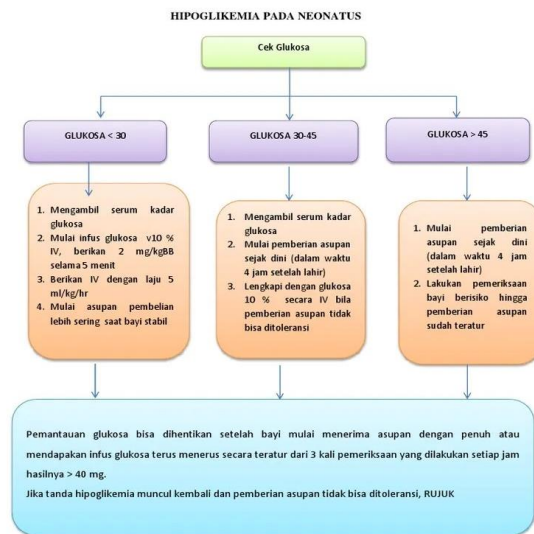 HIPOGLIKEMIA PADA NEONATUS
Cek Glukosa
GLUKOSA < 30
GLUKOSA 30-45
GLUKOSA > 45
1. Mengambil serum kadar
glukosa
2. Mulai infus glukosa v10 %
IV, berikan 2 mg/kgBB
selama 5 menit
3. Berikan IV dengan laju 5
ml/kg/hr
4. Mulai asupan pembelian
lebih sering saat bayi stabil
1. Mengambil serum kadar
glukosa
2. Mulai pemberian asupan
sejak dini (dalam waktu
4 jam setelah lahir)
3. Lengkapi dengan glukosa
10 % secara IV bila
pemberian asupan tidak
bisa ditoleransi
1. Mulai pemberian
asupan sejak dini
(dalam waktu 4 jam
setelah lahir)
2. Lakukan pemeriksaan
bayi berisiko hingga
pemberian asupan
sudah teratur
Pemantauan glukosa bisa dihentikan setelah bayi mulai menerima asupan dengan penuh atau
mendapakan infus glukosa terus menerus secara teratur dari 3 kali pemeriksaan yang dilakukan setiap jam
hasilnya > 40 mg.
Jika tanda hipoglikemia muncul kembali dan pemberian asupan tidak bisa ditoleransi, RUJUK